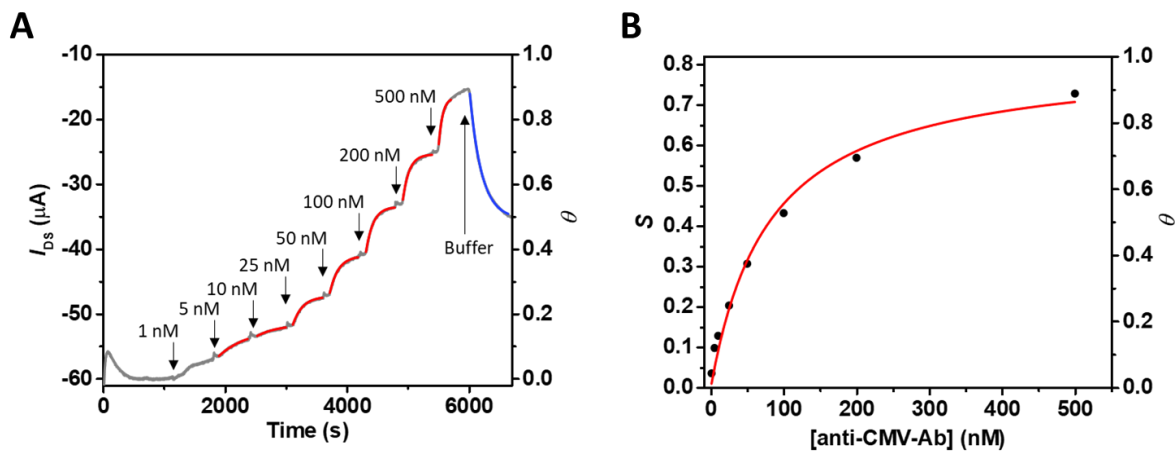 A
-10
-20
-30
-40
-50
-60
I_DS (µA)
1.0
0.8
0.6
0.4
0.2
0.0
θ
500 nM
200 nM
100 nM
50 nM
25 nM
10 nM
5 nM
1 nM
Buffer
0
2000
4000
6000
Time (s)
B
0.8
0.7
0.6
0.5
0.4
0.3
0.2
0.1
0.0
S
1.0
0.8
0.6
0.4
0.2
0.0
θ
0
100
200
300
400
500
[anti-CMV-Ab] (nM)